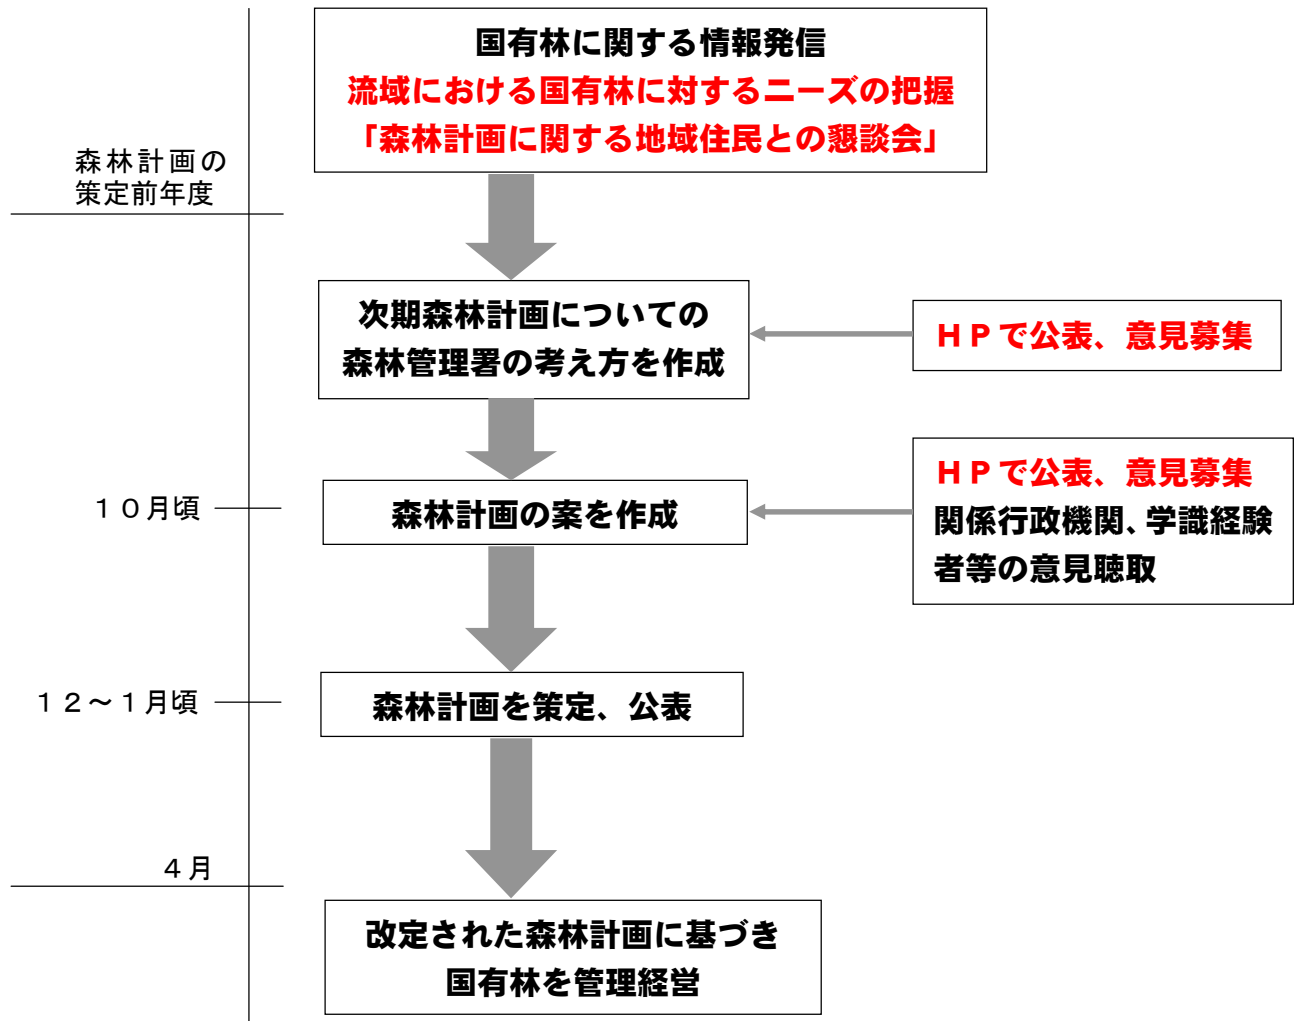 国有林に関する情報発信
流域における国有林に対するニーズの把握
「森林計画に関する地域住民との懇談会」
森林計画の
策定前年度
次期森林計画についての
森林管理署の考え方を作成
ＨＰで公表、意見募集
１０月頃
森林計画の案を作成
ＨＰで公表、意見募集
関係行政機関、学識経験
者等の意見聴取
１２～１月頃
森林計画を策定、公表
４月
改定された森林計画に基づき
国有林を管理経営